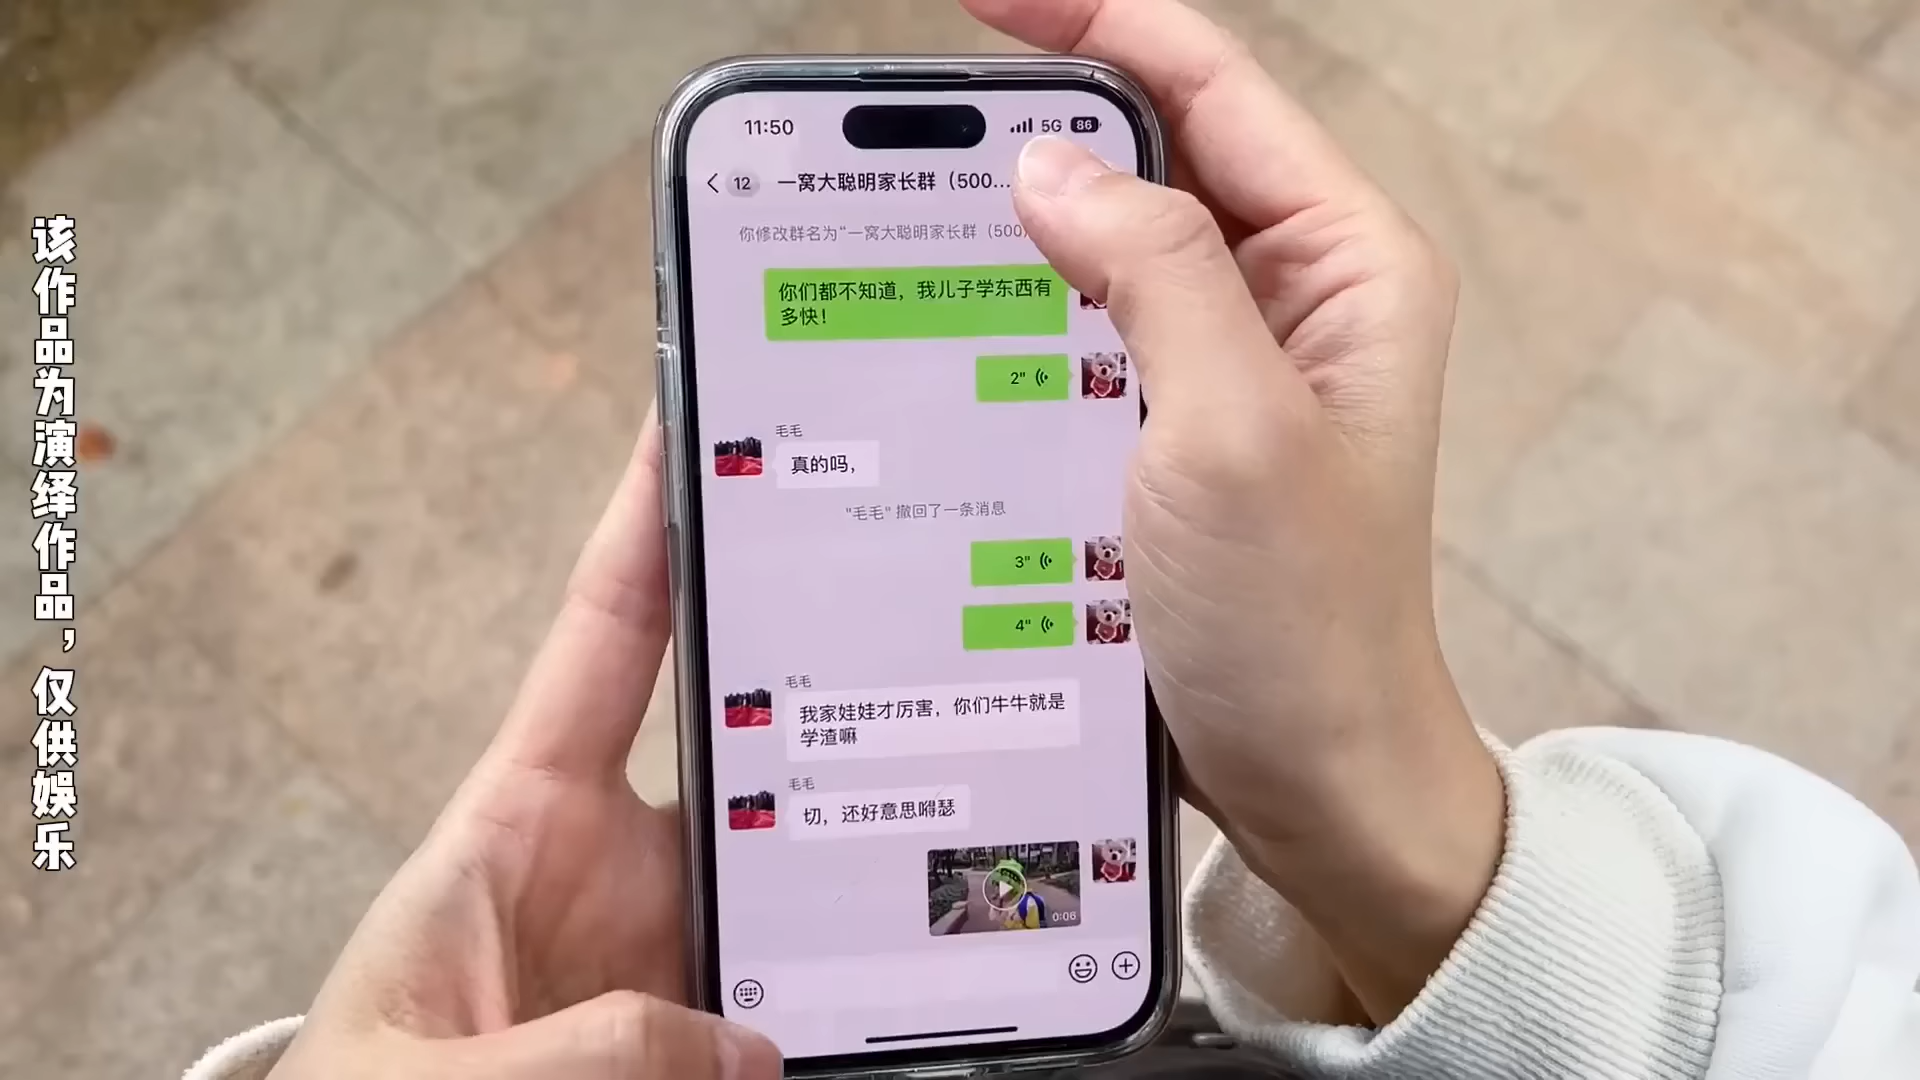 该作品为演绎作品，仅供娱乐
11:50
5G
86
12
一窝大聪明家长群（500...
你修改群名为“一窝大聪明家长群（500）
你们都不知道，我儿子学东西有
多快！
2"
毛毛
真的吗，
"毛毛" 撤回了一条消息
3"
4"
毛毛
我家娃娃才厉害，你们牛牛就是
学渣嘛
毛毛
切，还好意思嘚瑟
0:06